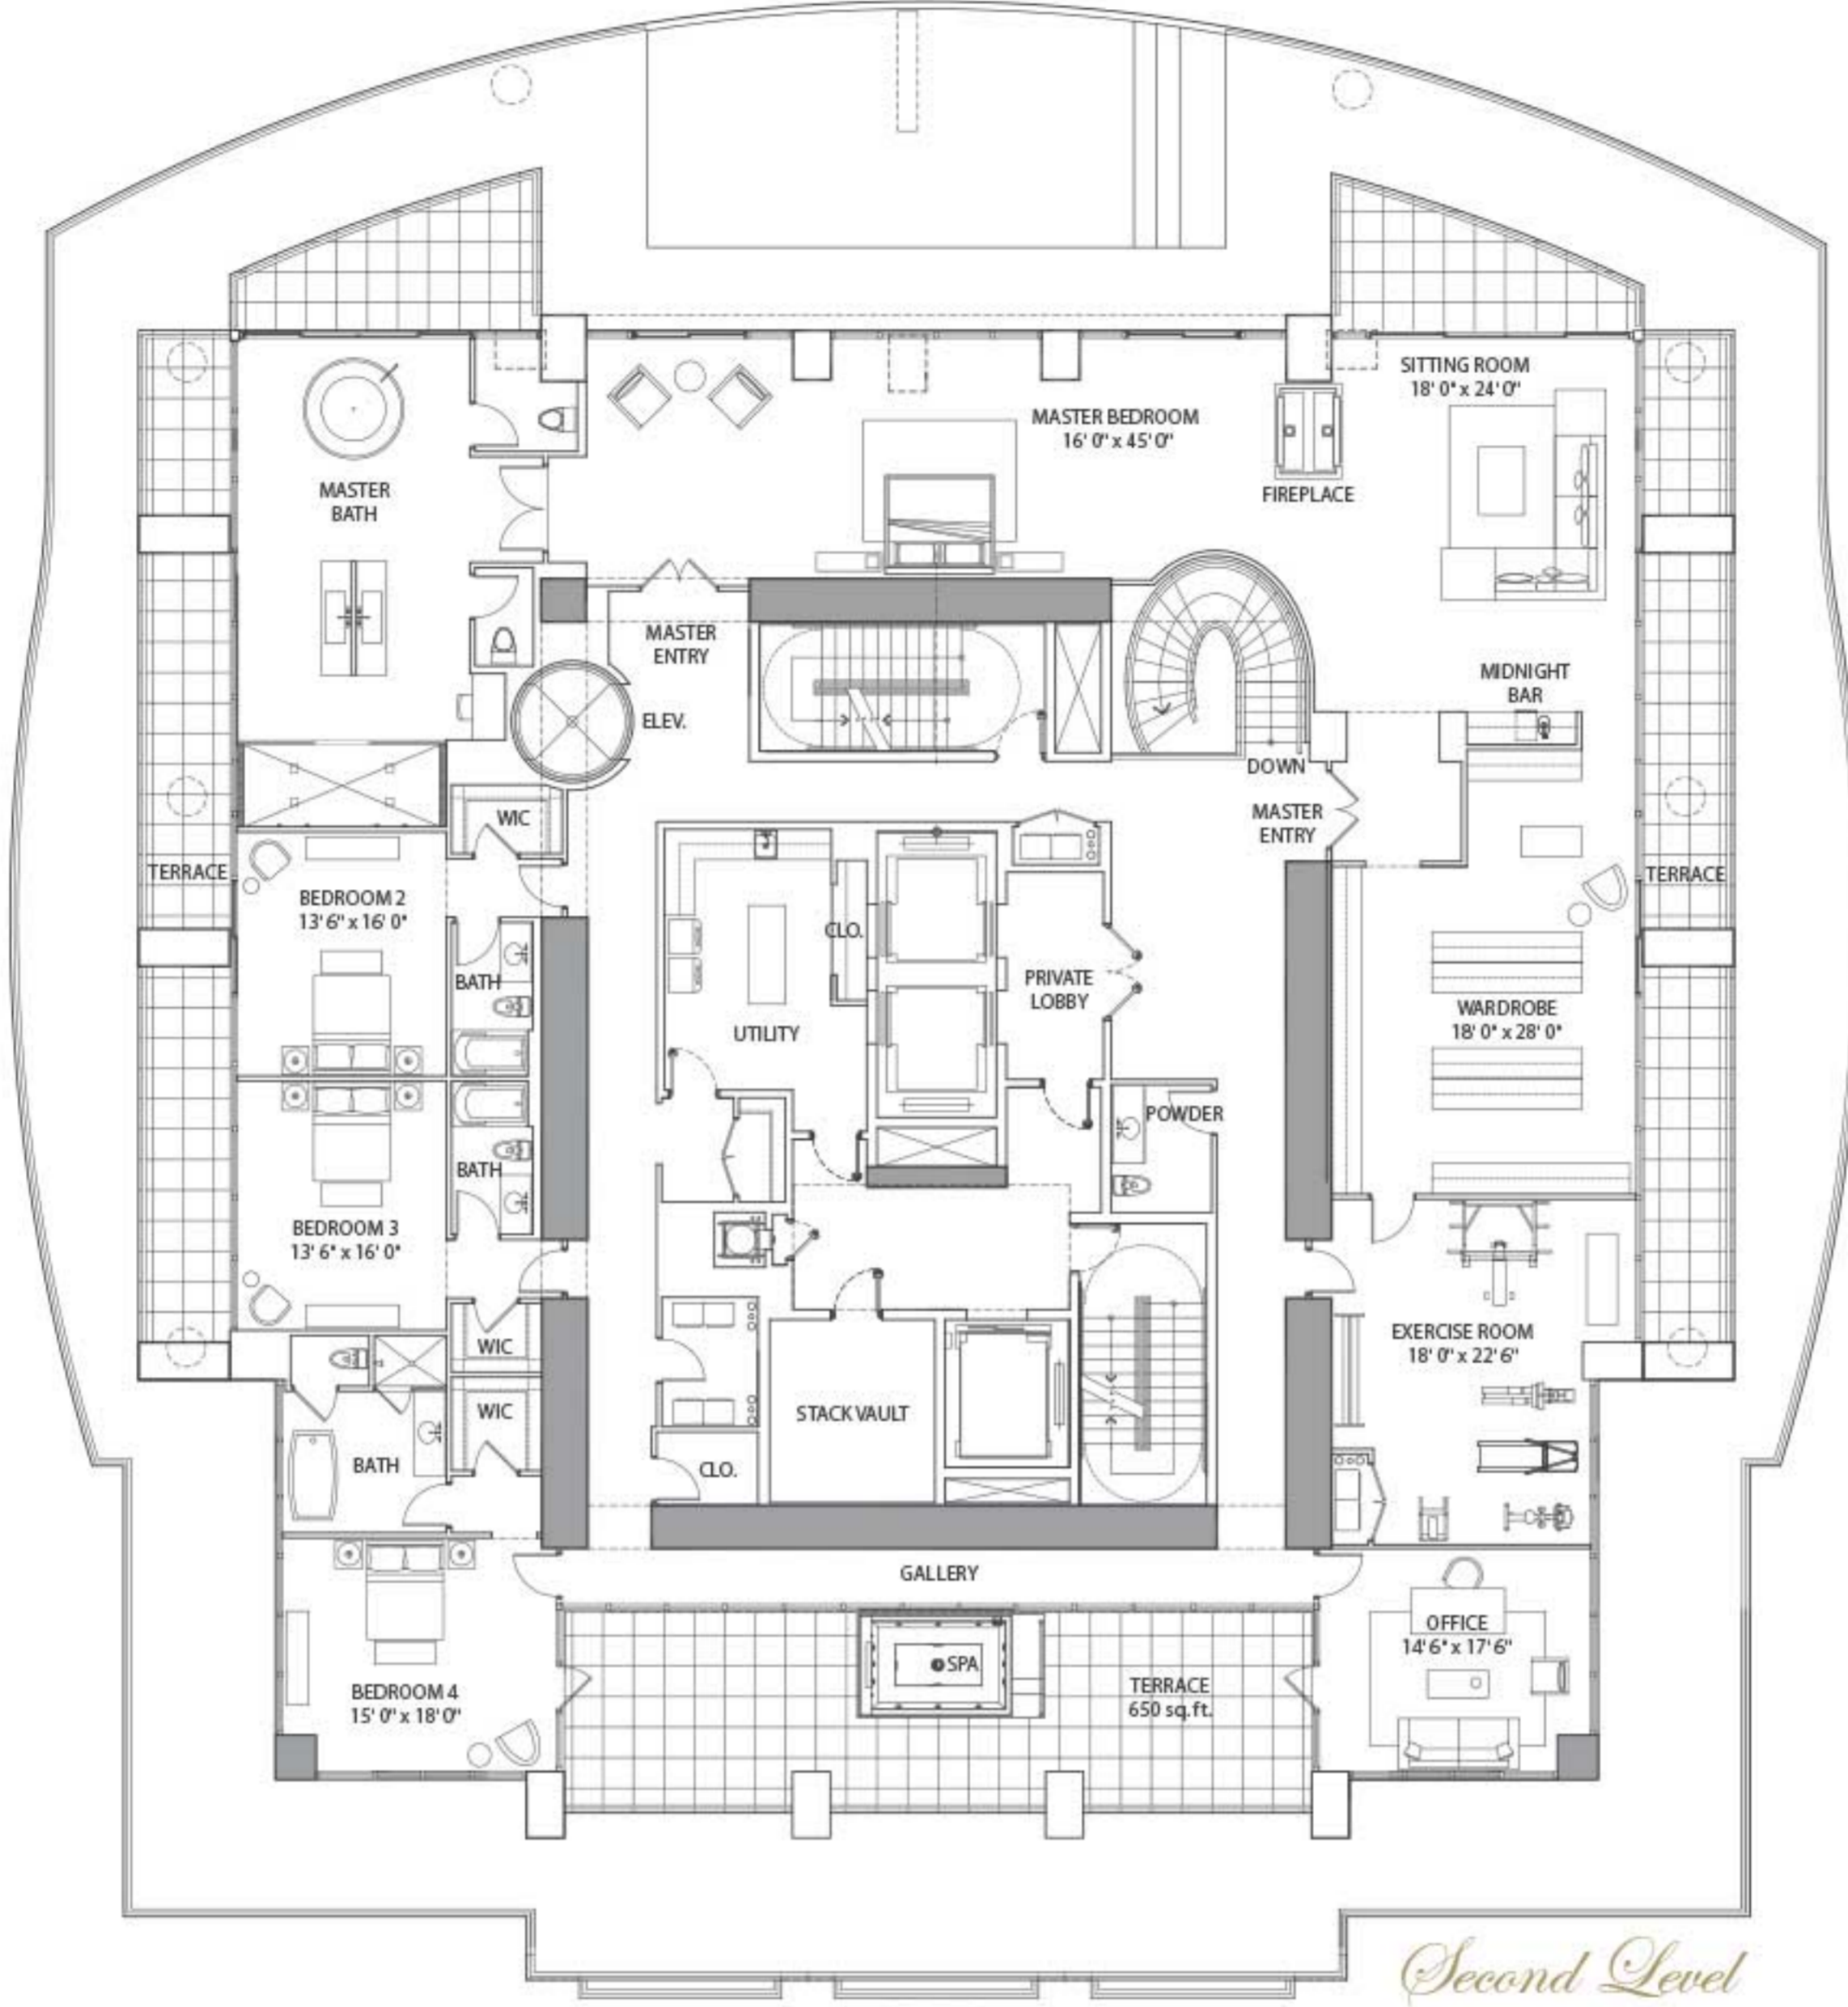 SITTING ROOM
18' 0" x 24' 0"
MASTER BEDROOM
16' 0" x 45' 0"
FIREPLACE
MASTER
BATH
MASTER
ENTRY
ELEV.
MIDNIGHT
BAR
DOWN
MASTER
ENTRY
WIC
TERRACE
BEDROOM 2
13' 6" x 16' 0"
BATH
CLO.
UTILITY
PRIVATE
LOBBY
TERRACE
WARDROBE
18' 0" x 28' 0"
POWDER
BATH
BEDROOM 3
13' 6" x 16' 0"
WIC
EXERCISE ROOM
18' 0" x 22' 6"
WIC
STACK VAULT
BATH
CLO.
GALLERY
OFFICE
14' 6" x 17' 6"
SPA
TERRACE
650 sq.ft.
BEDROOM 4
15' 0" x 18' 0"
Second Level